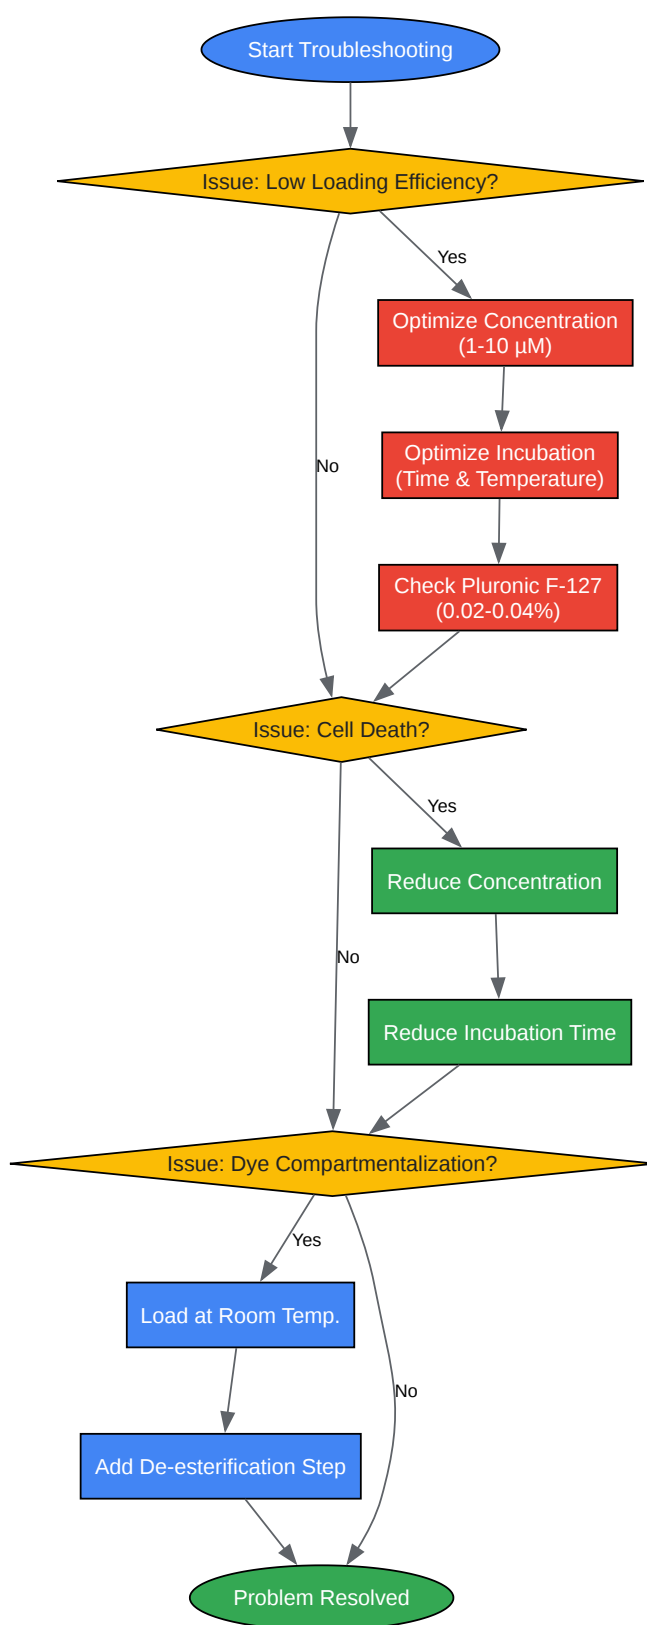 Start Troubleshooting
Issue: Low Loading Efficiency?
Yes
Optimize Concentration
(1-10 µM)
Optimize Incubation
(Time & Temperature)
No
Check Pluronic F-127
(0.02-0.04%)
Issue: Cell Death?
Yes
Reduce Concentration
No
Reduce Incubation Time
Issue: Dye Compartmentalization?
Yes
Load at Room Temp.
No
Add De-esterification Step
Problem Resolved